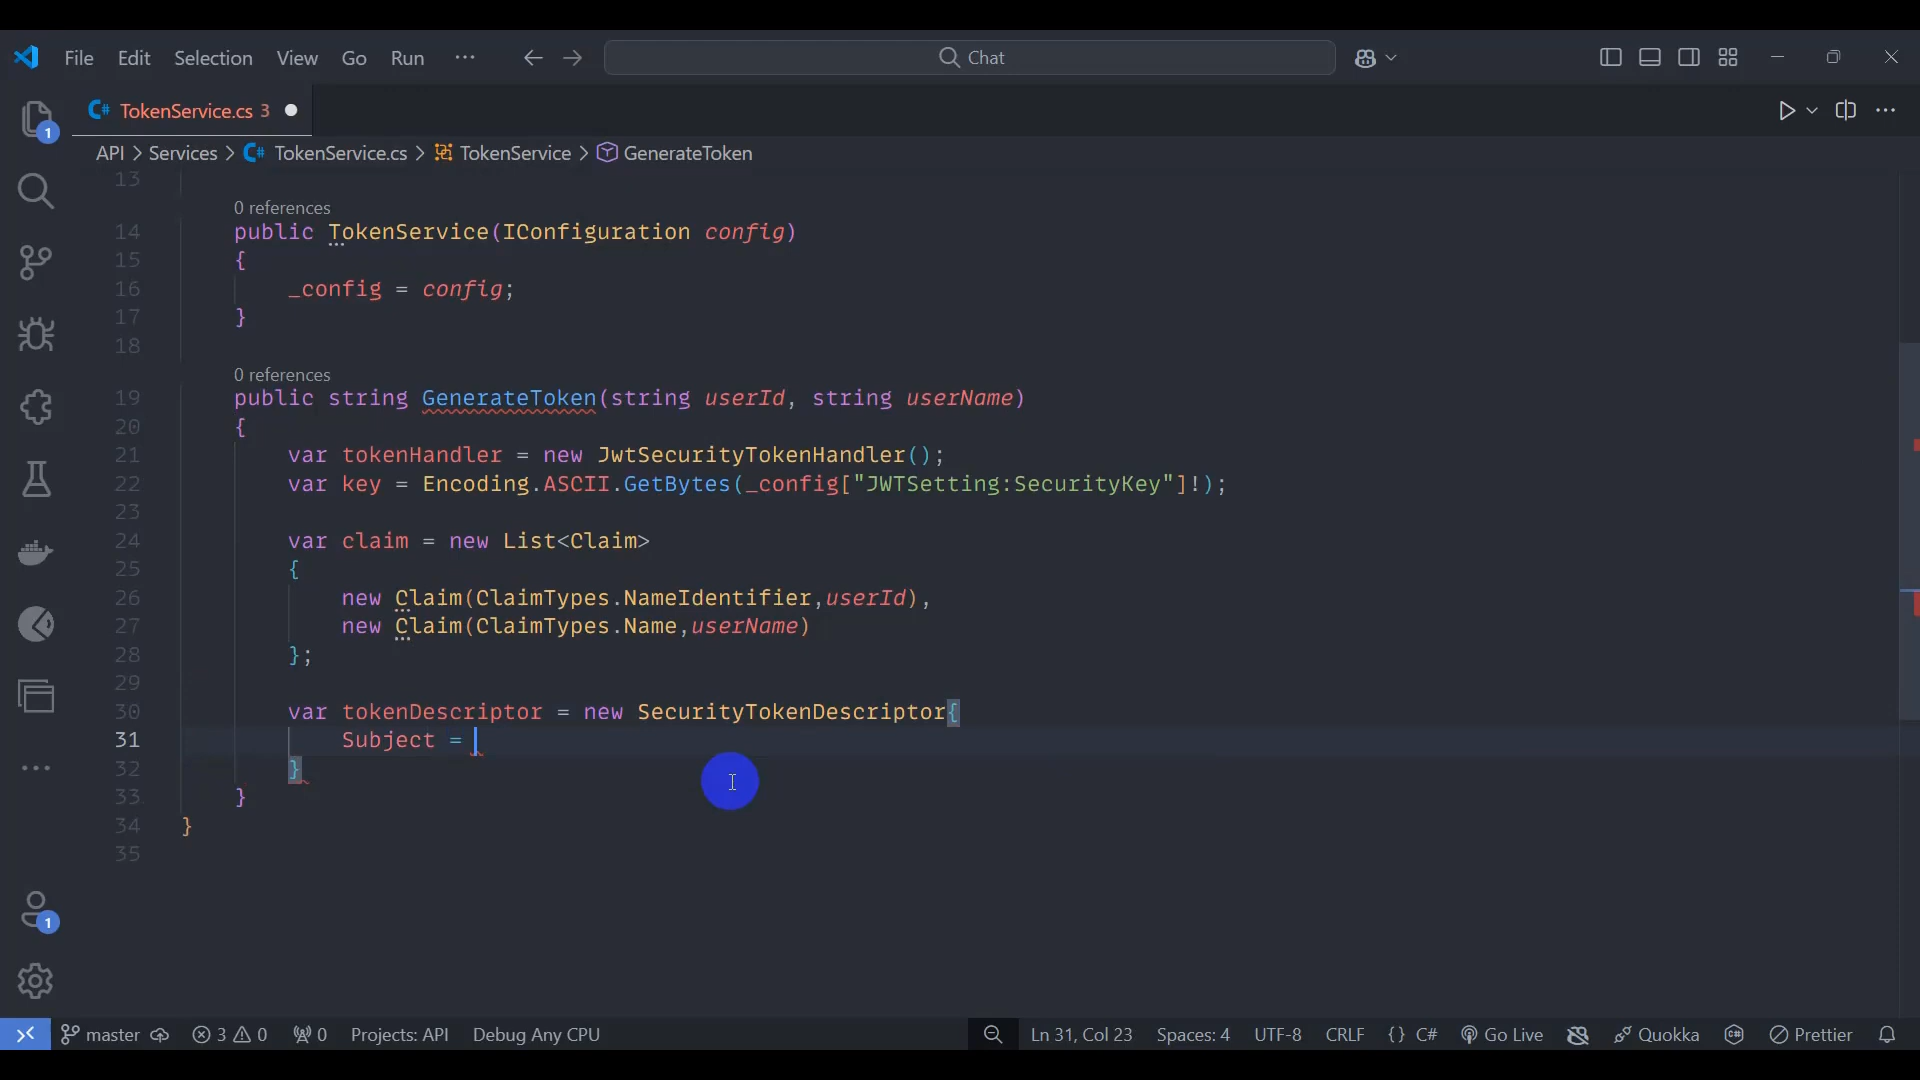 File Edit Selection View Go Run ··· Chat
TokenService.cs 3
1
API > Services > TokenService.cs > TokenService > GenerateToken
13
0 references
14 public TokenService(IConfiguration config)
15 {
16 _config = config;
17 }
18
0 references
19 public string GenerateToken(string userId, string userName)
20 {
21 var tokenHandler = new JwtSecurityTokenHandler();
22 var key = Encoding.ASCII.GetBytes(_config["JWTSetting:SecurityKey"]!);
23
24 var claim = new List<Claim>
25 {
26 new Claim(ClaimTypes.NameIdentifier,userId),
27 new Claim(ClaimTypes.Name,userName)
28 };
29
30 var tokenDescriptor = new SecurityTokenDescriptor{
31 Subject =
32 }
33 }
34 }
35
1
master 3 0 0 Projects: API Debug Any CPU Ln 31, Col 23 Spaces: 4 UTF-8 CRLF {} C# Go Live Quokka Prettier